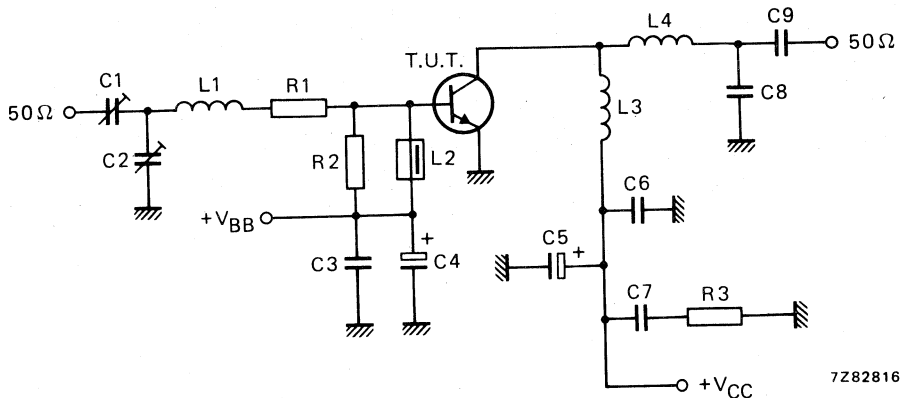 C9
L4
50Ω
T.U.T.
C1
L1
R1
50Ω
C8
L3
C2
R2
L2
C6
+VBB
+
C5
+
C3
C4
C7
R3
7Z82816
+VCC